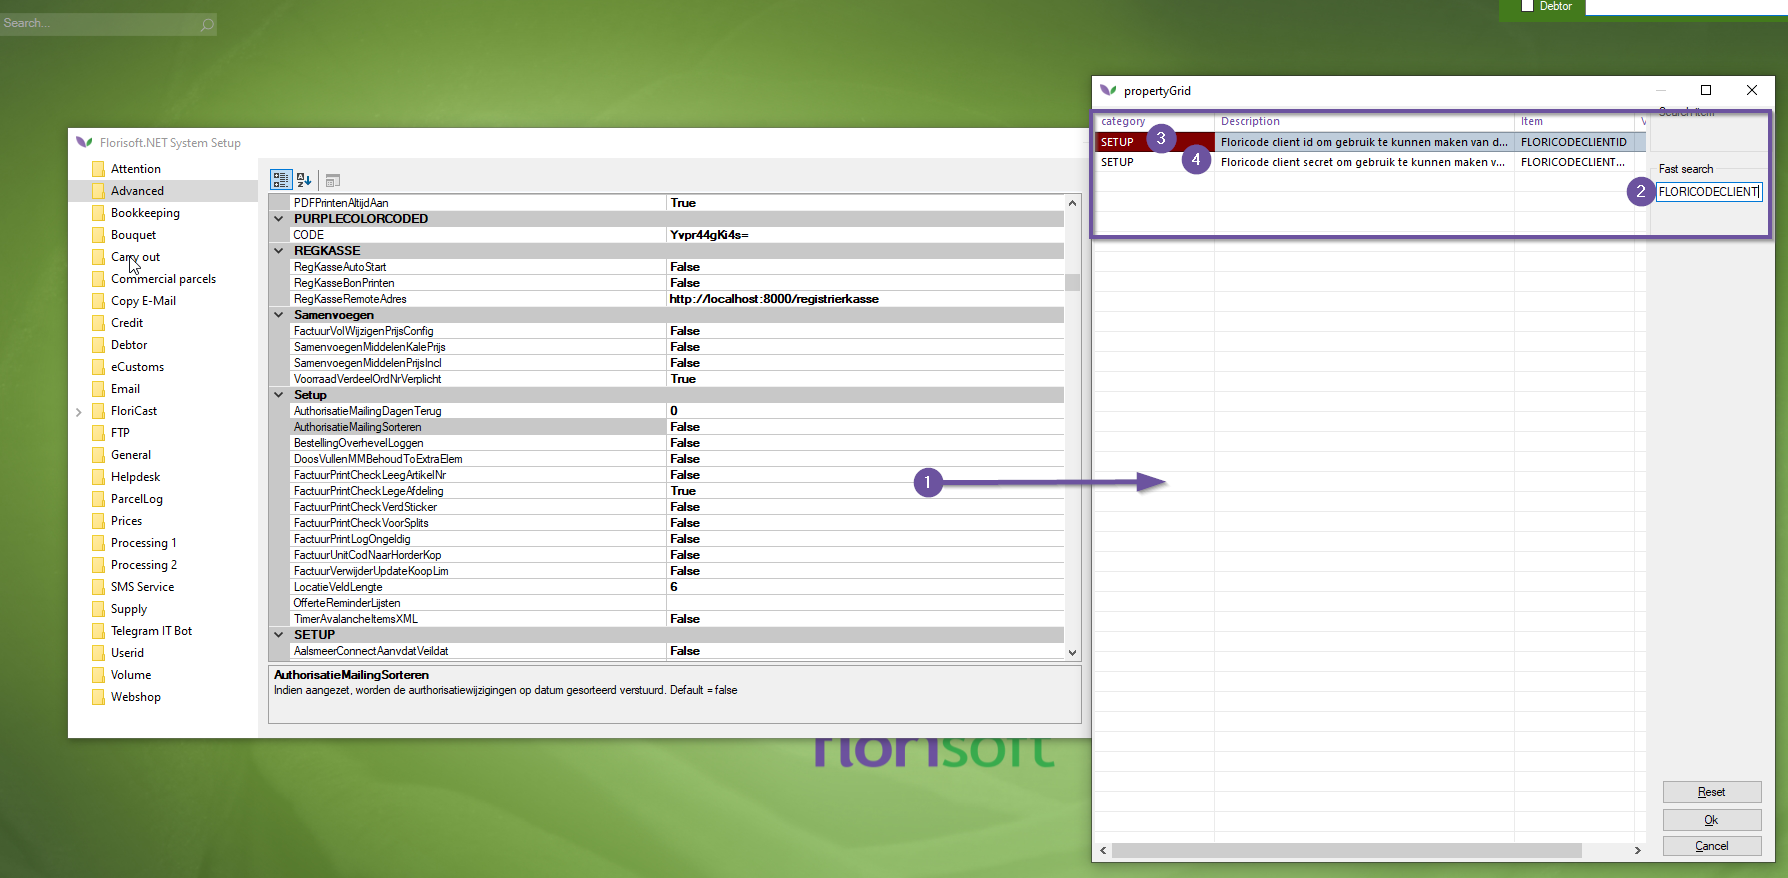 Search...
Debtor
Florisoft.NET System Setup
Attention
Advanced
Bookkeeping
Bouquet
Carry out
Commercial parcels
Copy E-Mail
Credit
Debtor
eCustoms
Email
FloriCast
FTP
General
Helpdesk
ParcelLog
Prices
Processing 1
Processing 2
SMS Service
Supply
Telegram IT Bot
Userid
Volume
Webshop
PDFPrintenAltijdAan True
PURPLECOLORCODED
CODE Yvpr44gKi4s=
REGKASSE
RegKasseAutoStart False
RegKasseBonPrinten False
RegKasseRemoteAdres http://localhost:8000/registrierkasse
Samenvoegen
FactuurVolWijzigenPrijsConfig False
SamenvoegenMiddelenKalePrijs False
SamenvoegenMiddelenPrijsIncl False
VoorraadVerdeelOrdNrVerplicht True
Setup
AuthorisatieMailingDagenTerug 0
AuthorisatieMailingSorteren False
BestellingOverhevelLoggen False
DoosVullenMMBehoudToExtraElem False
FactuurPrintCheckLeegArtikelNr False
FactuurPrintCheckLegeAfdeling True
FactuurPrintCheckVerdSticker False
FactuurPrintCheckVoorSplits False
FactuurPrintLogOngeldig False
FactuurUnitCodNaarHorderKop False
FactuurVerwijderUpdateKoopLim False
LocatieVeldLengte 6
OfferteReminderLijsten
TimerAvalancheItemsXML False
SETUP
AalsmeerConnectAanvdatVeildat False
AuthorisatieMailingSorteren
Indien aangezet, worden de aurthorisatiewijzigingen op datum gesorteerd verstuurd. Default = false
florisoft
1
propertyGrid
category Description Item V
SETUP 3 Floricode client id om gebruik te kunnen maken van d... FLORICODECLIENTID
SETUP 4 Floricode client secret om gebruik te kunnen maken v... FLORICODECLIENT...
Search item
Fast search
2 FLORICODECLIENT
Reset
Ok
Cancel